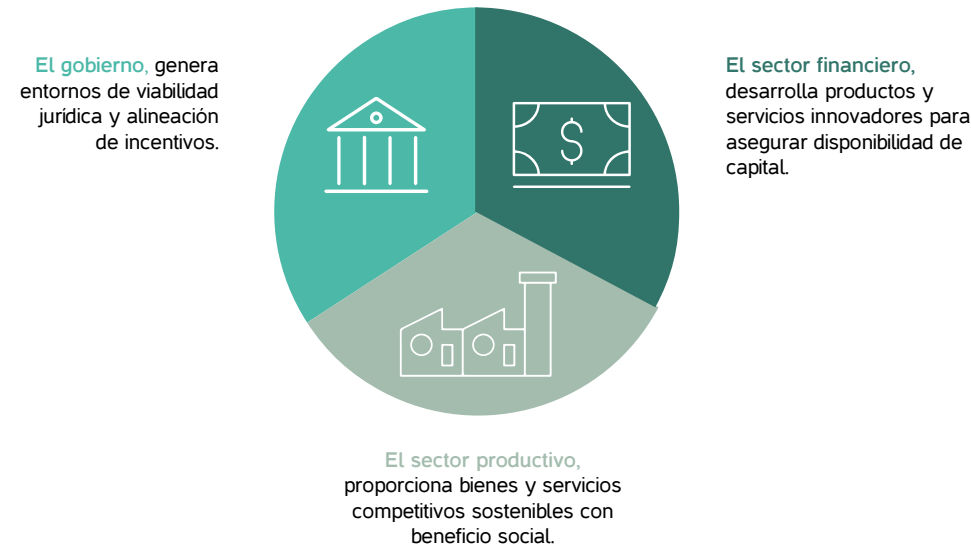 El gobierno, genera
entornos de viabilidad
jurídica y alineación
de incentivos.
El sector financiero,
desarrolla productos y
servicios innovadores para
asegurar disponibilidad de
capital.
$
El sector productivo,
proporciona bienes y servicios
competitivos sostenibles con
beneficio social.